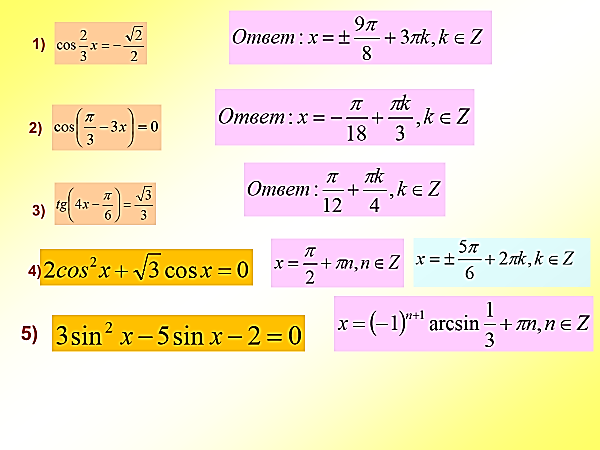 1) cos 2/3 x = − √2/2 Ответ: x = ± 9π/8 + 3πk, k ∈ Z
2) cos(π/3 − 3x) = 0 Ответ: x = − π/18 + πk/3, k ∈ Z
3) tg(4x − π/6) = √3/3 Ответ: π/12 + πk/4, k ∈ Z
4) 2cos²x + √3 cos x = 0 x = π/2 + πn, n ∈ Z x = ± 5π/6 + 2πk, k ∈ Z
5) 3sin² x − 5sin x − 2 = 0 x = (−1)ⁿ⁺¹ arcsin 1/3 + πn, n ∈ Z